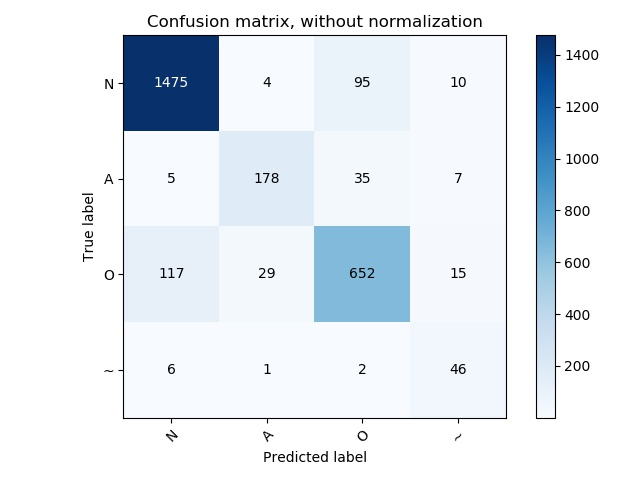 Confusion matrix, without normalization
N 1475 4 95 10
A 5 178 35 7
O 117 29 652 15
~ 6 1 2 46
N A O ~
True label
Predicted label
1400
1200
1000
800
600
400
200